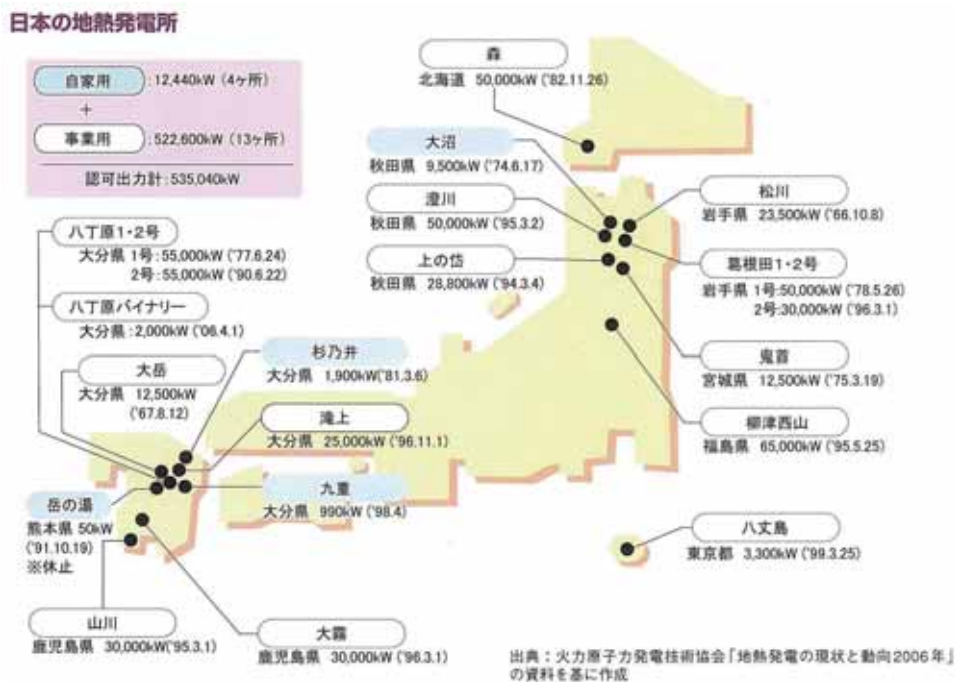 日本の地熱発電所
自家用 : 12,440kW (4ヶ所)
+
事業用 : 522,600kW (13ヶ所)
認可出力計 : 535,040kW
森
北海道 50,000kW ('82.11.26)
大沼
秋田県 9,500kW ('74.6.17)
澄川
秋田県 50,000kW ('95.3.2)
上の岱
秋田県 28,800kW ('94.3.4)
松川
岩手県 23,500kW ('66.10.8)
葛根田1・2号
岩手県 1号:50,000kW ('78.5.26)
2号:30,000kW ('96.3.1)
鬼首
宮城県 12,500kW ('75.3.19)
柳津西山
福島県 65,000kW ('95.5.25)
八丁原1・2号
大分県 1号:55,000kW ('77.6.24)
2号:55,000kW ('90.6.22)
八丁原バイナリー
大分県:2,000kW ('06.4.1)
大岳
大分県 12,500kW
('67.8.12)
杉乃井
大分県 1,900kW('81.3.6)
滝上
大分県 25,000kW ('96.11.1)
九重
大分県 990kW ('98.4)
岳の湯
熊本県 50kW
('91.10.19)
※休止
八丈島
東京都 3,300kW ('99.3.25)
山川
鹿児島県 30,000kW('95.3.1)
大霧
鹿児島県 30,000kW ('96.3.1)
出典:火力原子力発電技術協会「地熱発電の現状と動向2006年」
の資料を基に作成